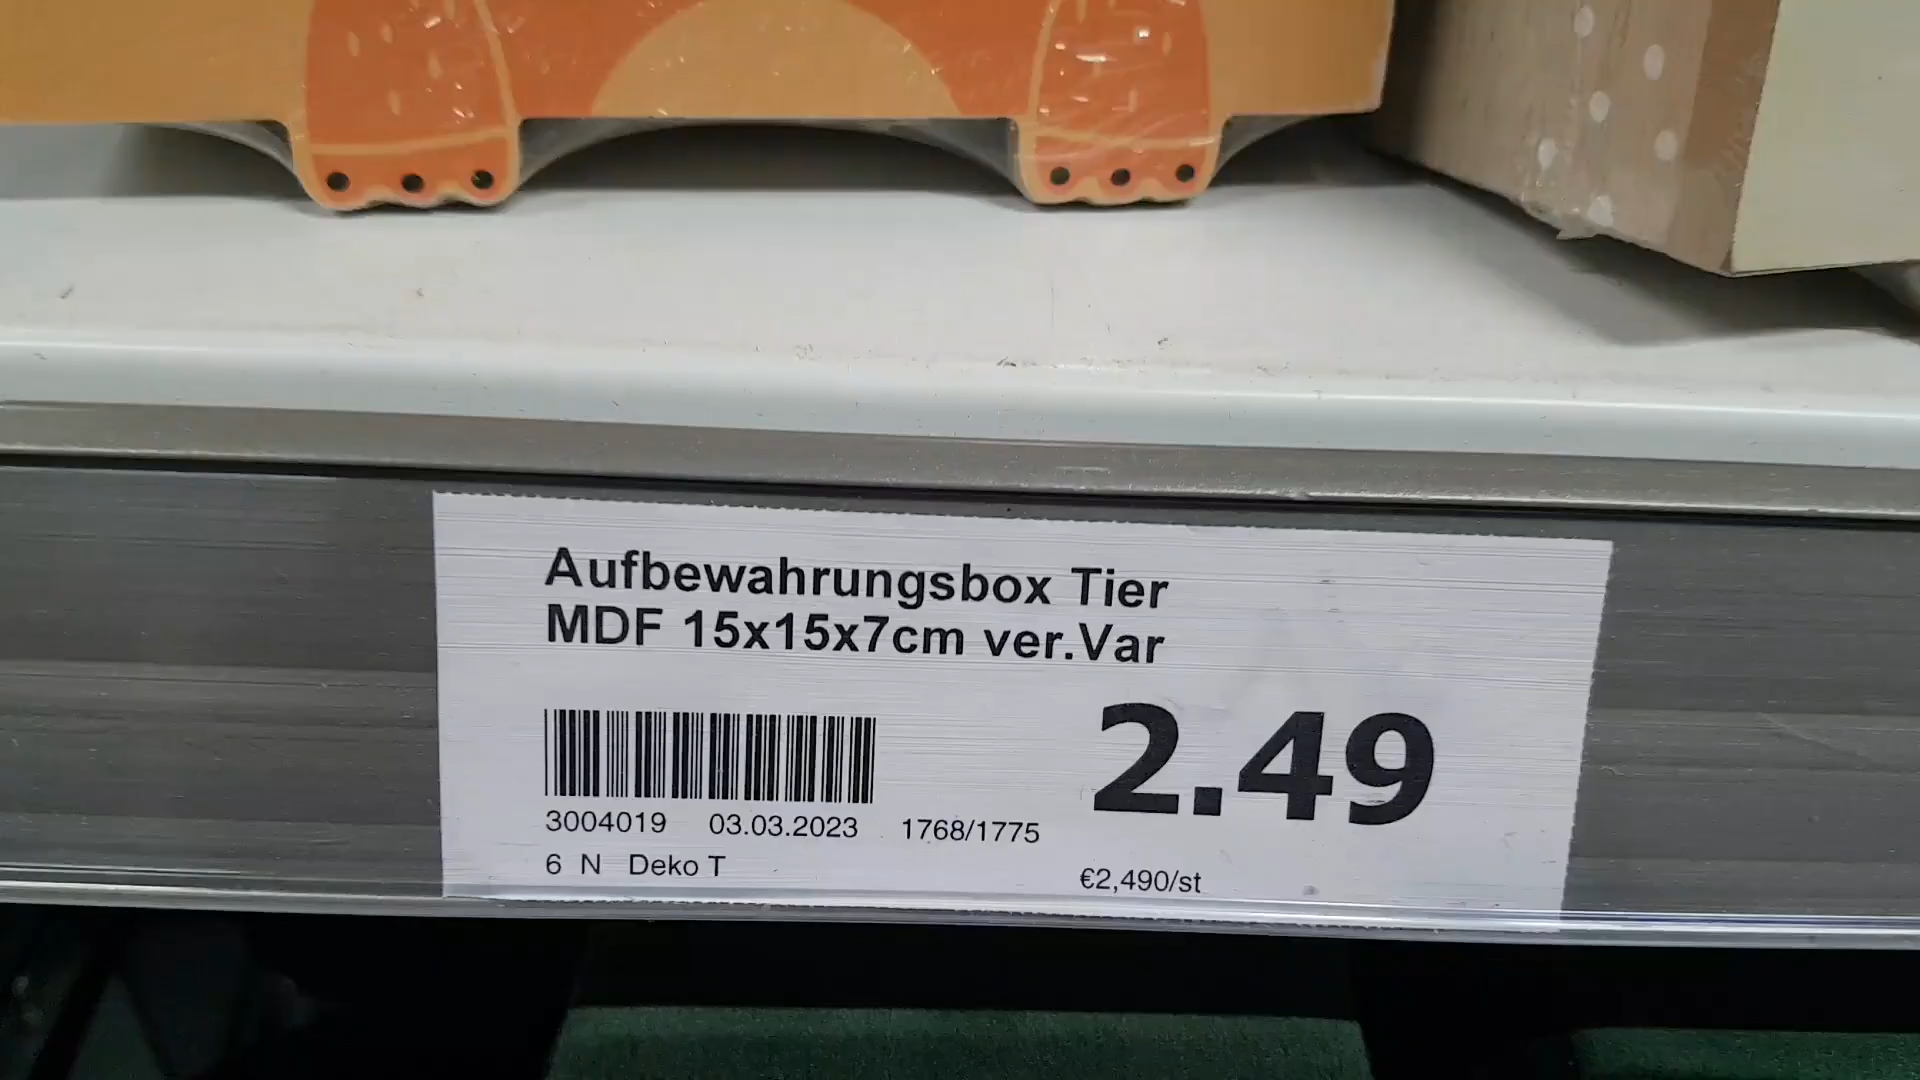 Aufbewahrungsbox Tier
MDF 15x15x7cm ver.Var
2.49
3004019 03.03.2023 1768/1775
6 N Deko T €2,490/st